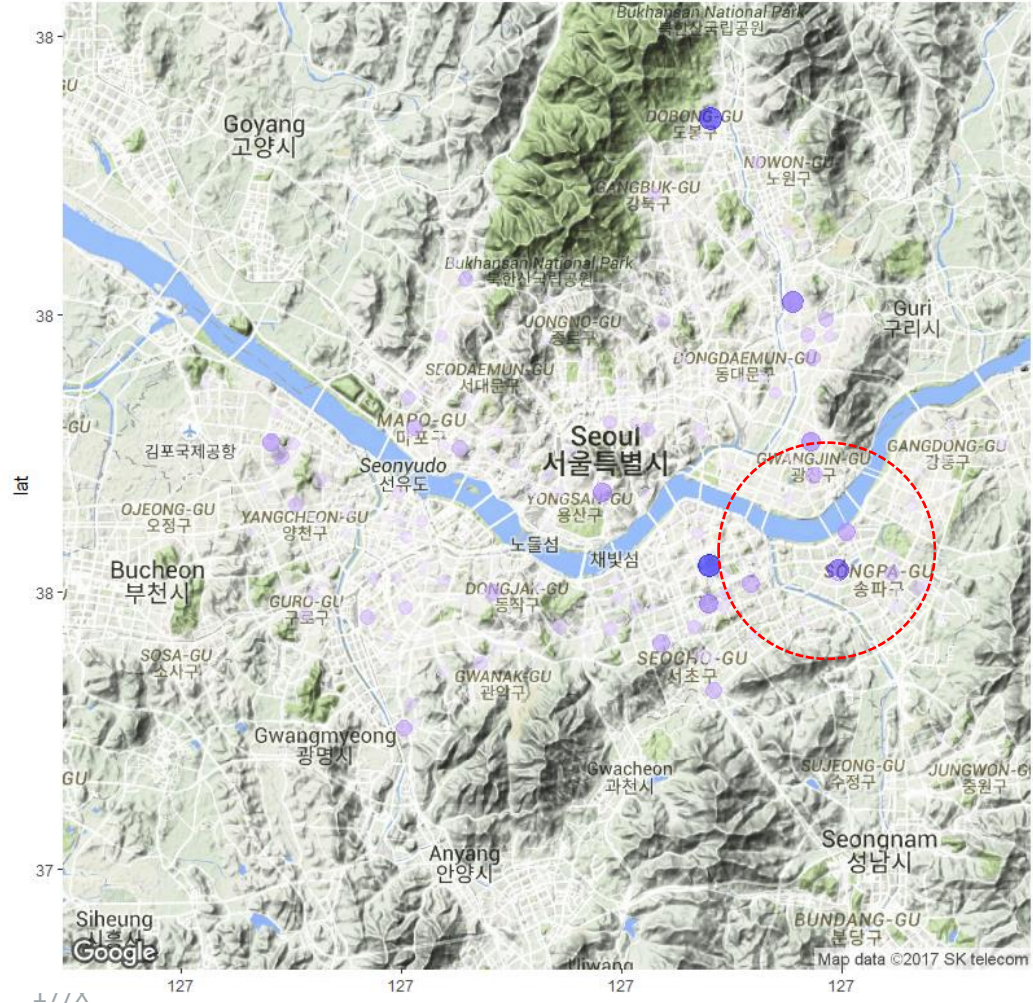 Bukhansan National Park
북한산국립공원
38
GU
Goyang
고양시
DOBONG-GU
도봉구
NOWON-GU
노원구
GANGBUK-GU
강북구
Bukhansan National Park
북한산국립공원
38
Guri
구리시
JONGNO-GU
종로구
DONGDAEMUN-GU
동대문구
SEODAEMUN-GU
서대문구
MAPO-GU
마포구
-GU
김포국제공항
Seoul
서울특별시
GANGDONG-GU
강동구
GWANGJIN-GU
광진구
Seonyudo
선유도
lat
YONGSAN-GU
용산구
OJEONG-GU
오정구
YANGCHEON-GU
양천구
노들섬
채빛섬
Bucheon
부천시
38
SONGPA-GU
송파구
DONGJAK-GU
동작구
GURO-GU
구로구
SOSA-GU
소사구
SEOCHO-GU
서초구
GWANAK-GU
관악구
Gwangmyeong
광명시
Gwacheon
과천시
SUJEONG-GU
수정구
JUNGWON-G
중원구
GU
Seongnam
성남시
Anyang
안양시
37
Siheung
시흥시
BUNDANG-GU
분당구
Google
Uiwang
Map data ©2017 SK telecom
127
127
127
127